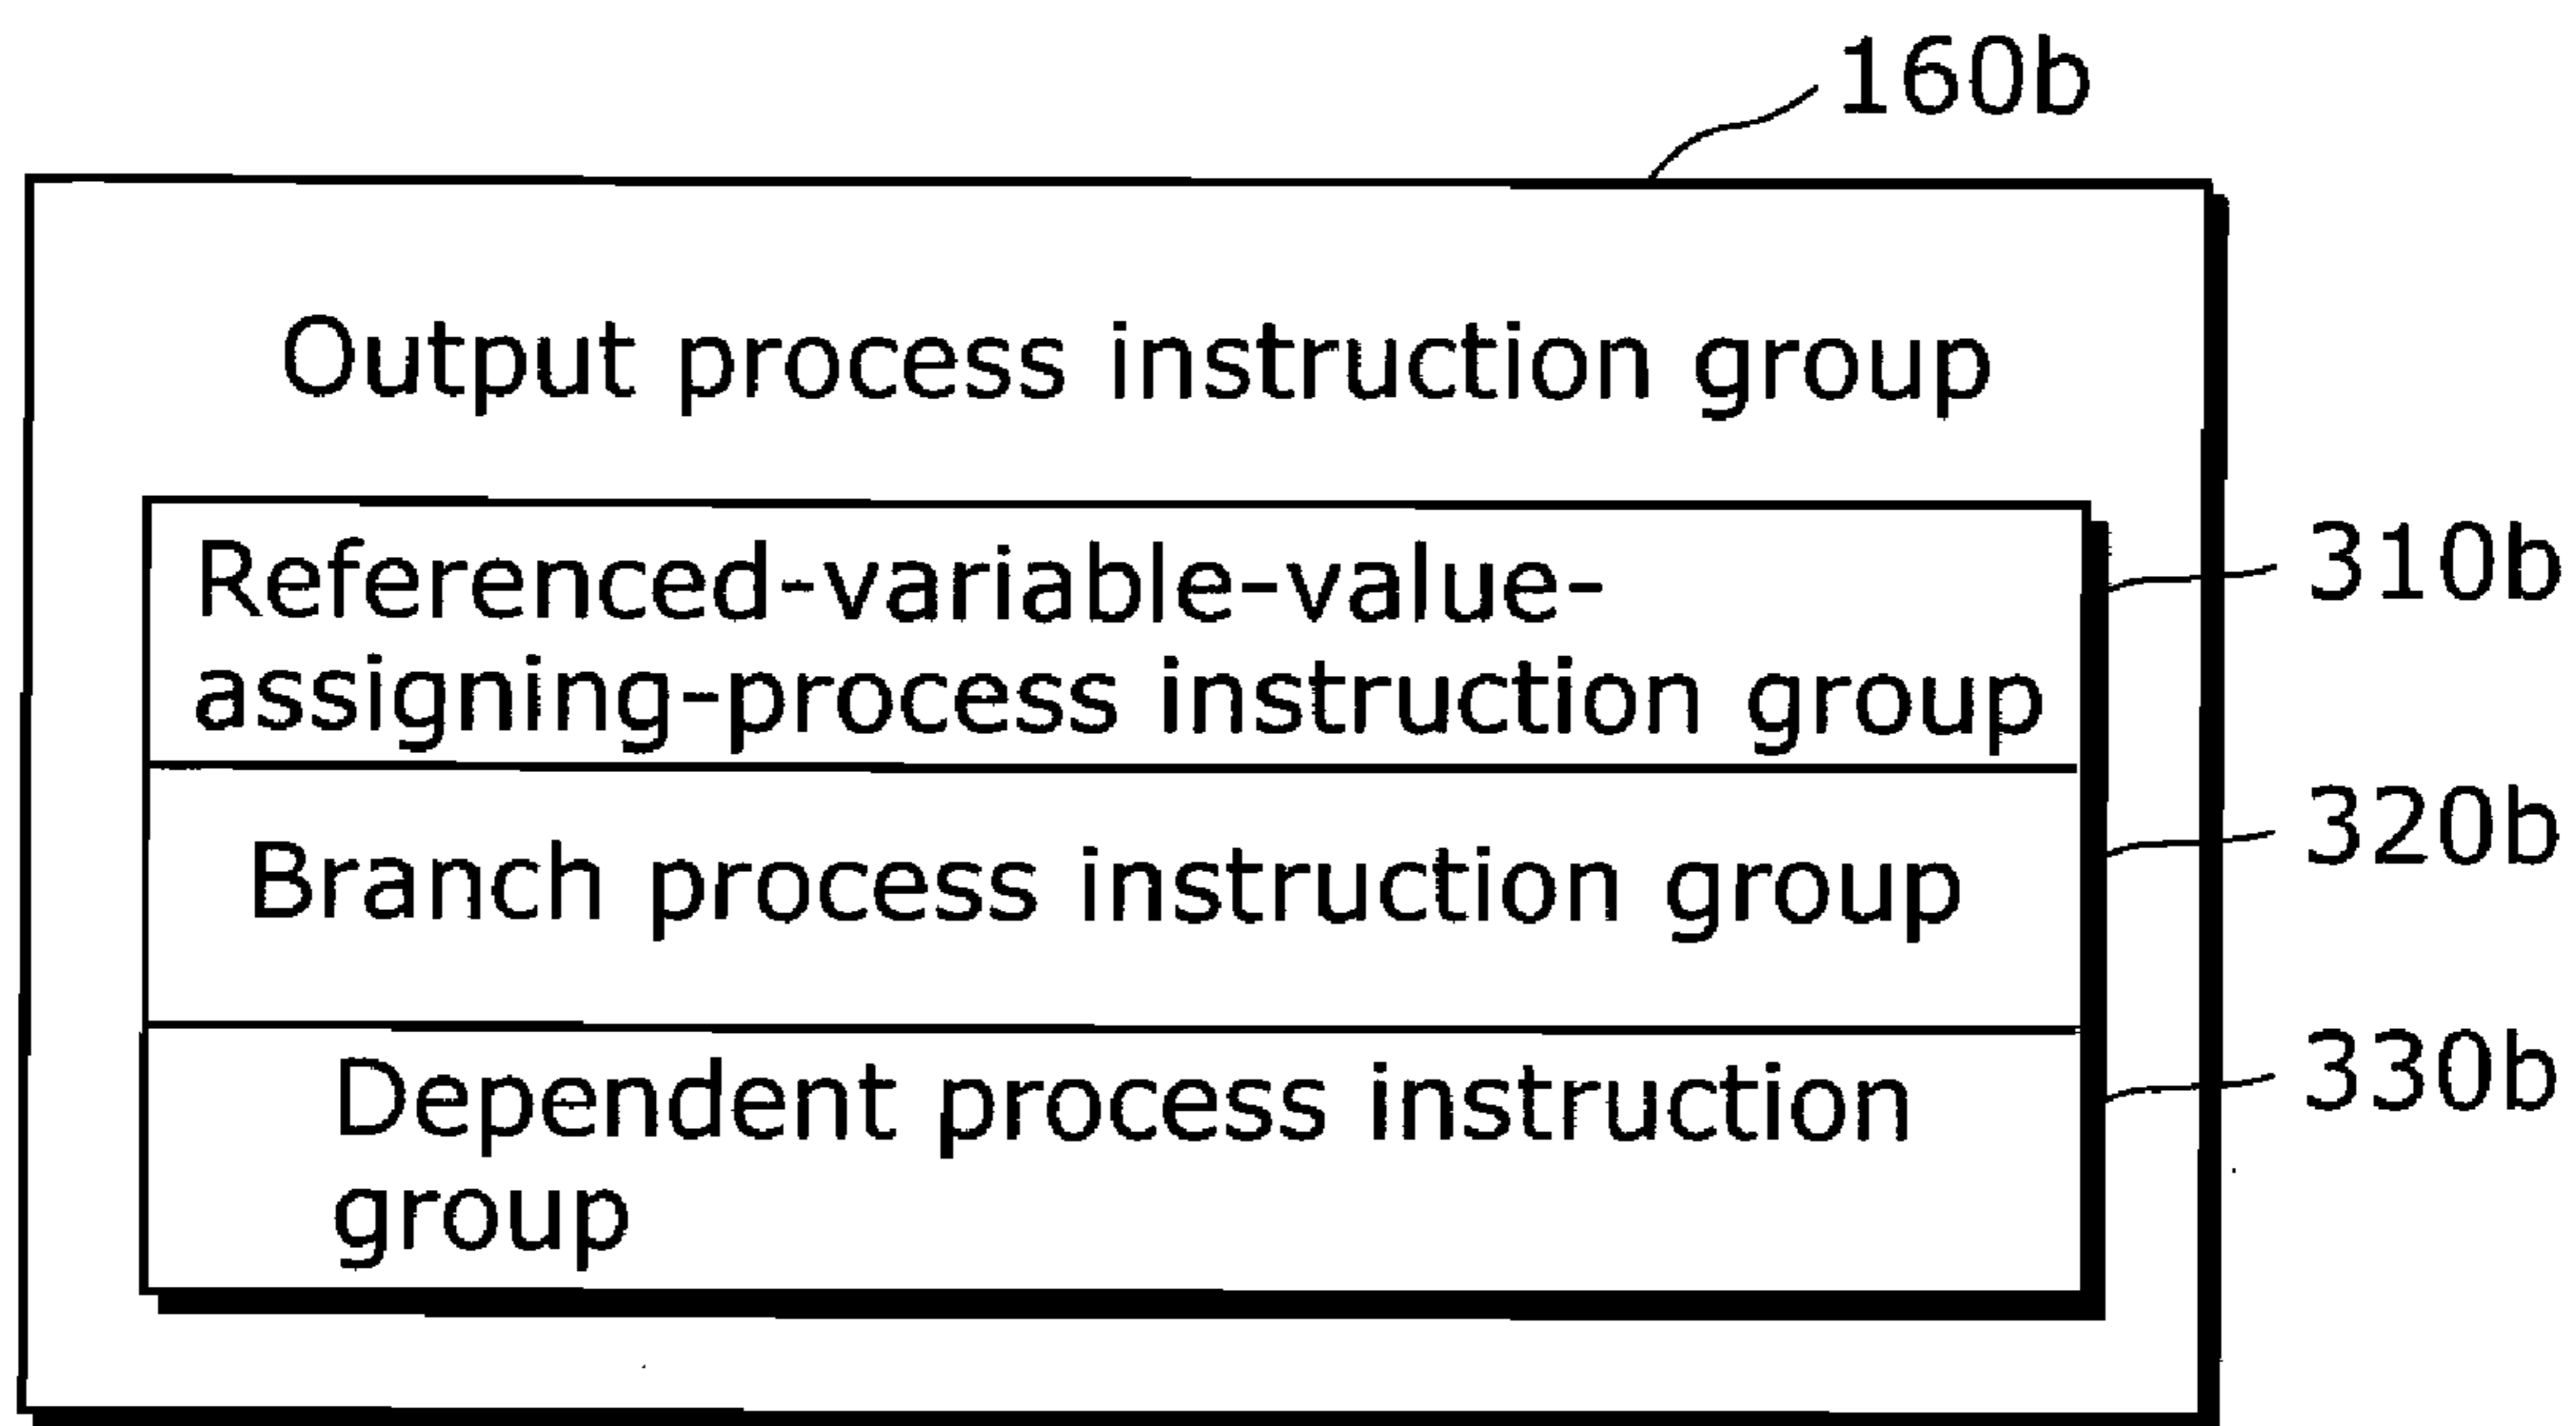 160b
Output process instruction group
Referenced-variable-value-
assigning-process instruction group
310b
Branch process instruction group
320b
Dependent process instruction
group
330b